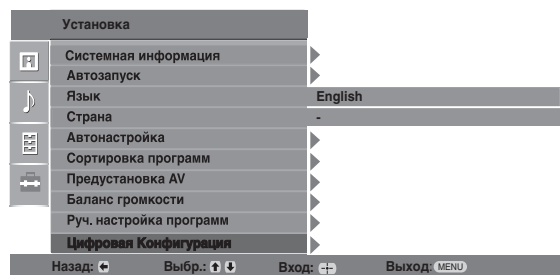 Установка
Системная информация
Автозапуск
Язык English
Страна -
Автонастройка
Сортировка программ
Предустановка AV
Баланс громкости
Руч. настройка программ
Цифровая Конфигурация
Назад: Выбр.: Вход: Выход: MENU